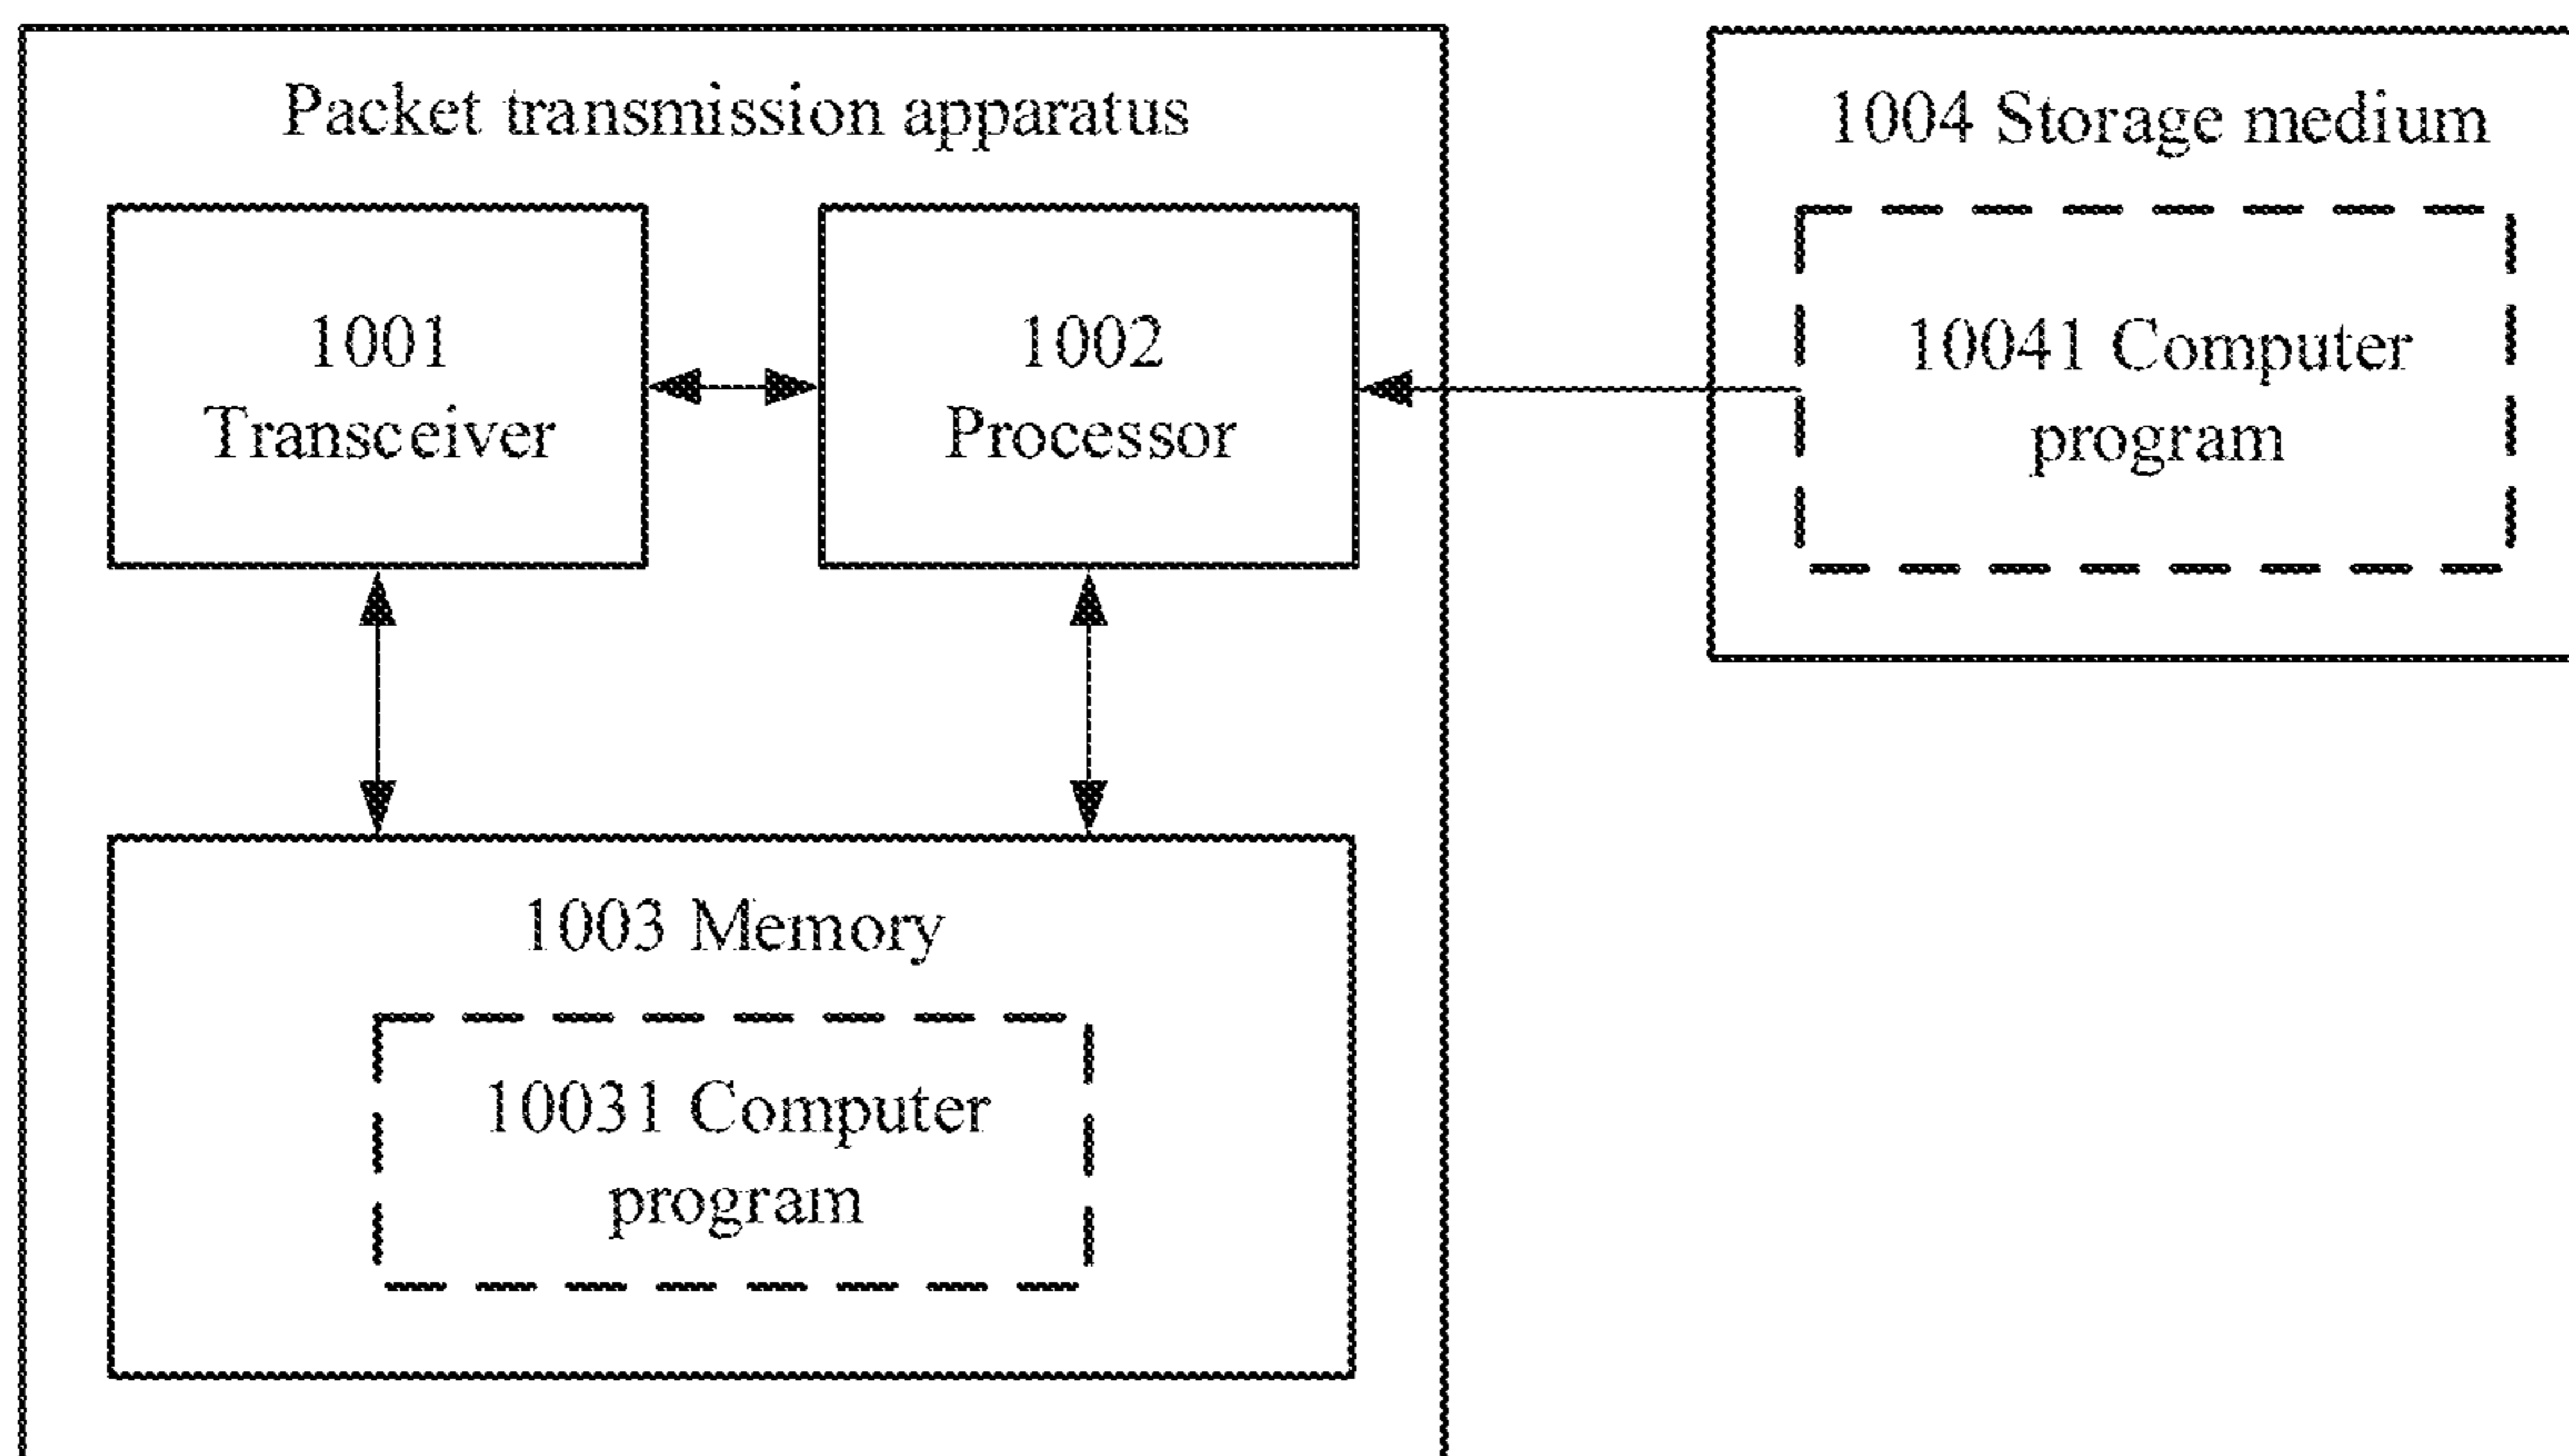 Packet transmission apparatus
1001
Transceiver
1002
Processor
1003 Memory
10031 Computer
program
1004 Storage medium
10041 Computer
program